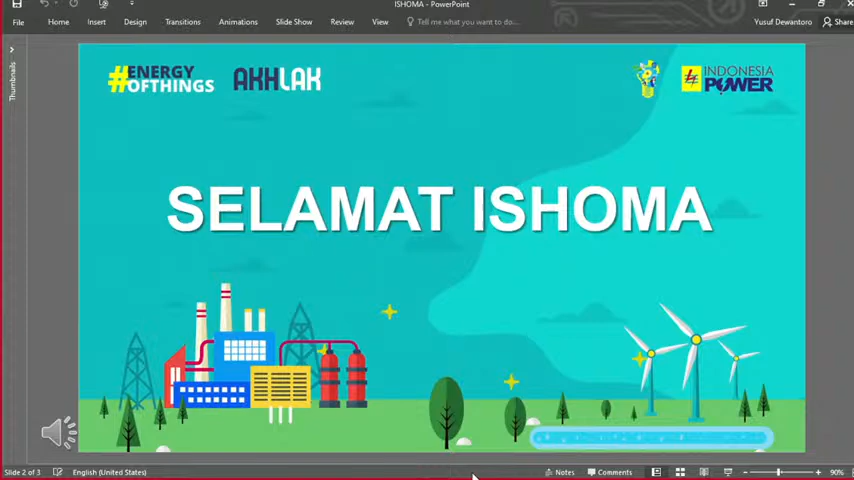 ISHOMA - PowerPoint
File Home Insert Design Transitions Animations Slide Show Review View Tell me what you want to do... Yusuf Dewantoro Share
Thumbnails
#ENERGY
OFTHINGS
AKHLAK
INDONESIA
POWER
SELAMAT ISHOMA
Slide 2 of 3 English (United States) Notes Comments 90%